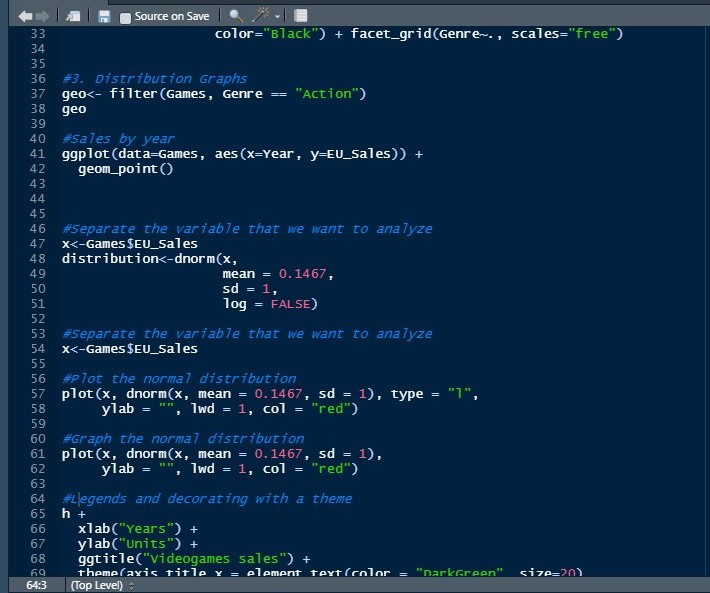 Source on Save
33 color="Black") + facet_grid(Genre~., scales="free")
34
35
36 #3. Distribution Graphs
37 geo<- filter(Games, Genre == "Action")
38 geo
39
40 #Sales by year
41 ggplot(data=Games, aes(x=Year, y=EU_Sales)) +
42 geom_point()
43
44
45
46 #Separate the variable that we want to analyze
47 x<-Games$EU_Sales
48 distribution<-dnorm(x,
49 mean = 0.1467,
50 sd = 1,
51 log = FALSE)
52
53 #Separate the variable that we want to analyze
54 x<-Games$EU_Sales
55
56 #Plot the normal distribution
57 plot(x, dnorm(x, mean = 0.1467, sd = 1), type = "l",
58 ylab = "", lwd = 1, col = "red")
59
60 #Graph the normal distribution
61 plot(x, dnorm(x, mean = 0.1467, sd = 1),
62 ylab = "", lwd = 1, col = "red")
63
64 #Legends and decorating with a theme
65 h +
66 xlab("Years") +
67 ylab("Units") +
68 ggtitle("Videogames sales") +
69 theme(axis.title.x = element_text(color = "DarkGreen", size=20)
64:3 (Top Level)